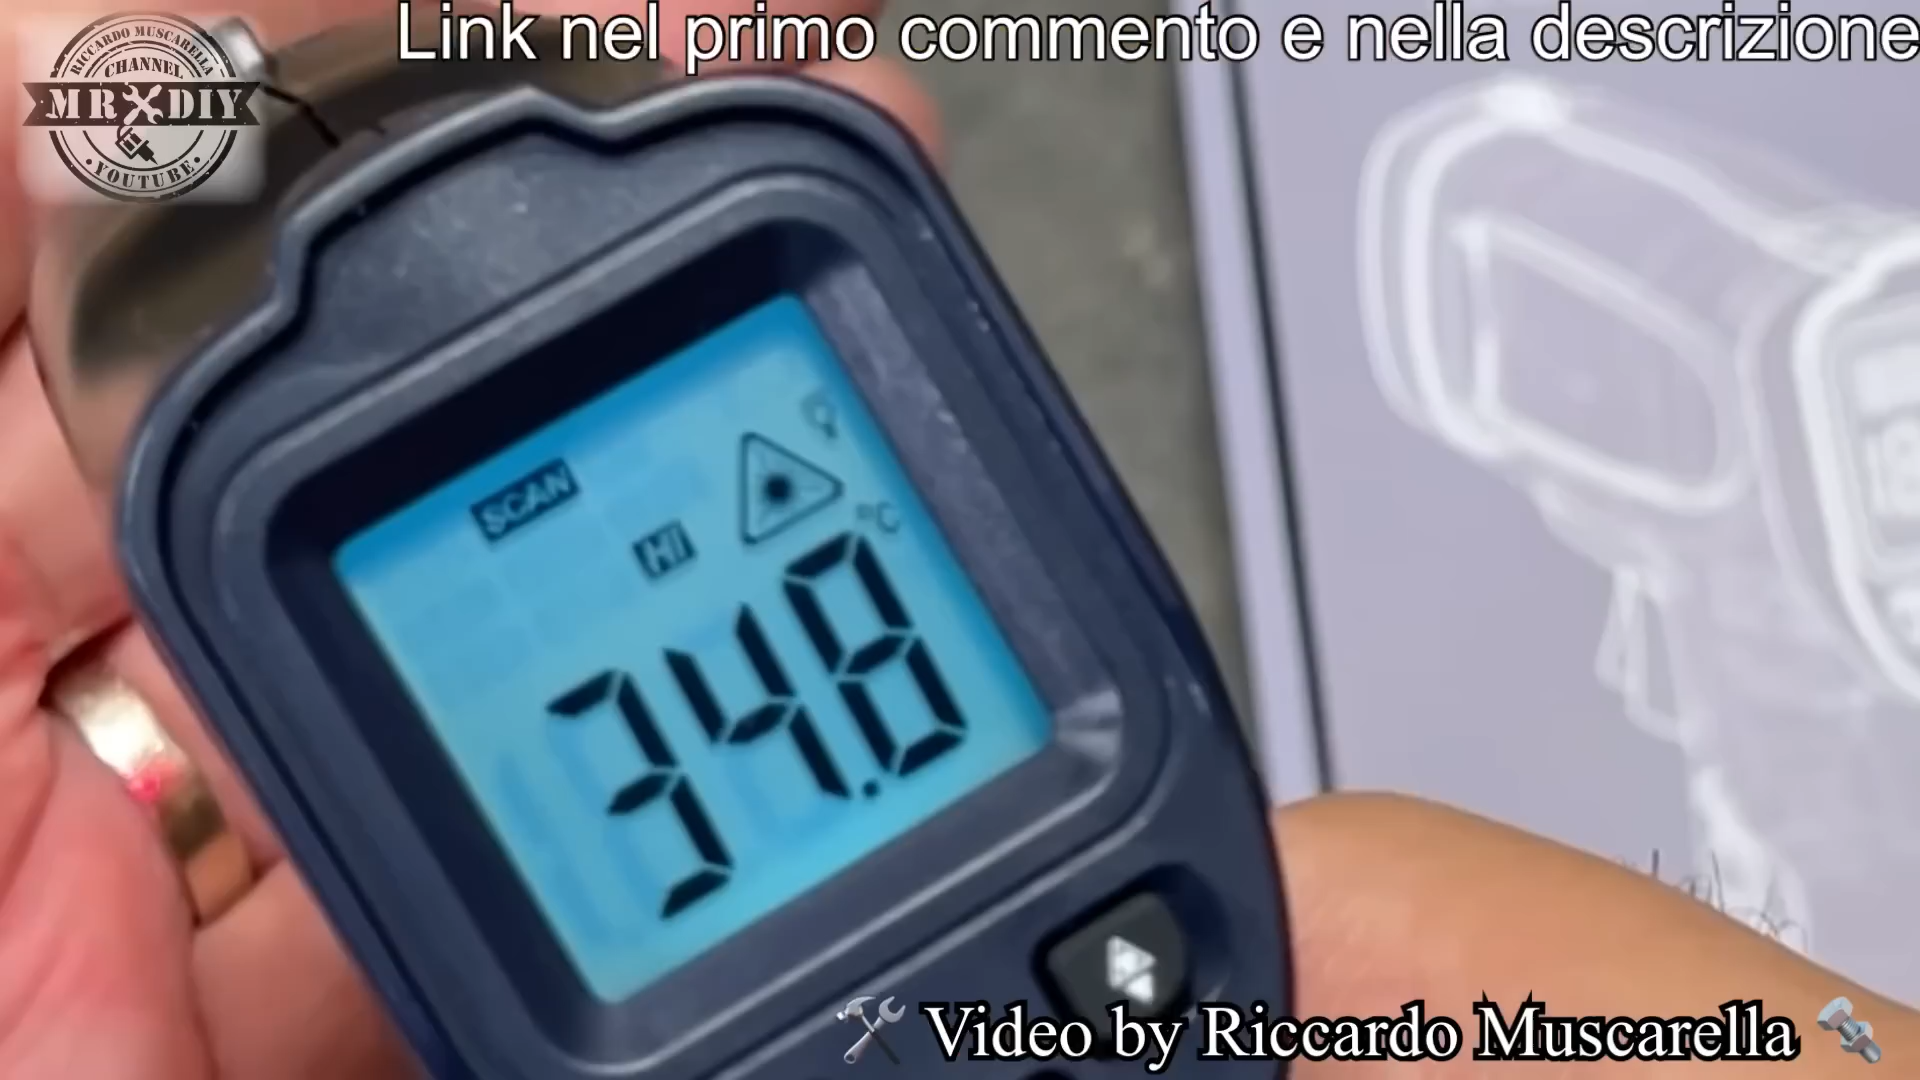 Link nel primo commento e nella descrizione
RICCARDO MUSCARELLA
CHANNEL
MR DIY
YOUTUBE
SCAN
HI
°C
34.8
Video by Riccardo Muscarella